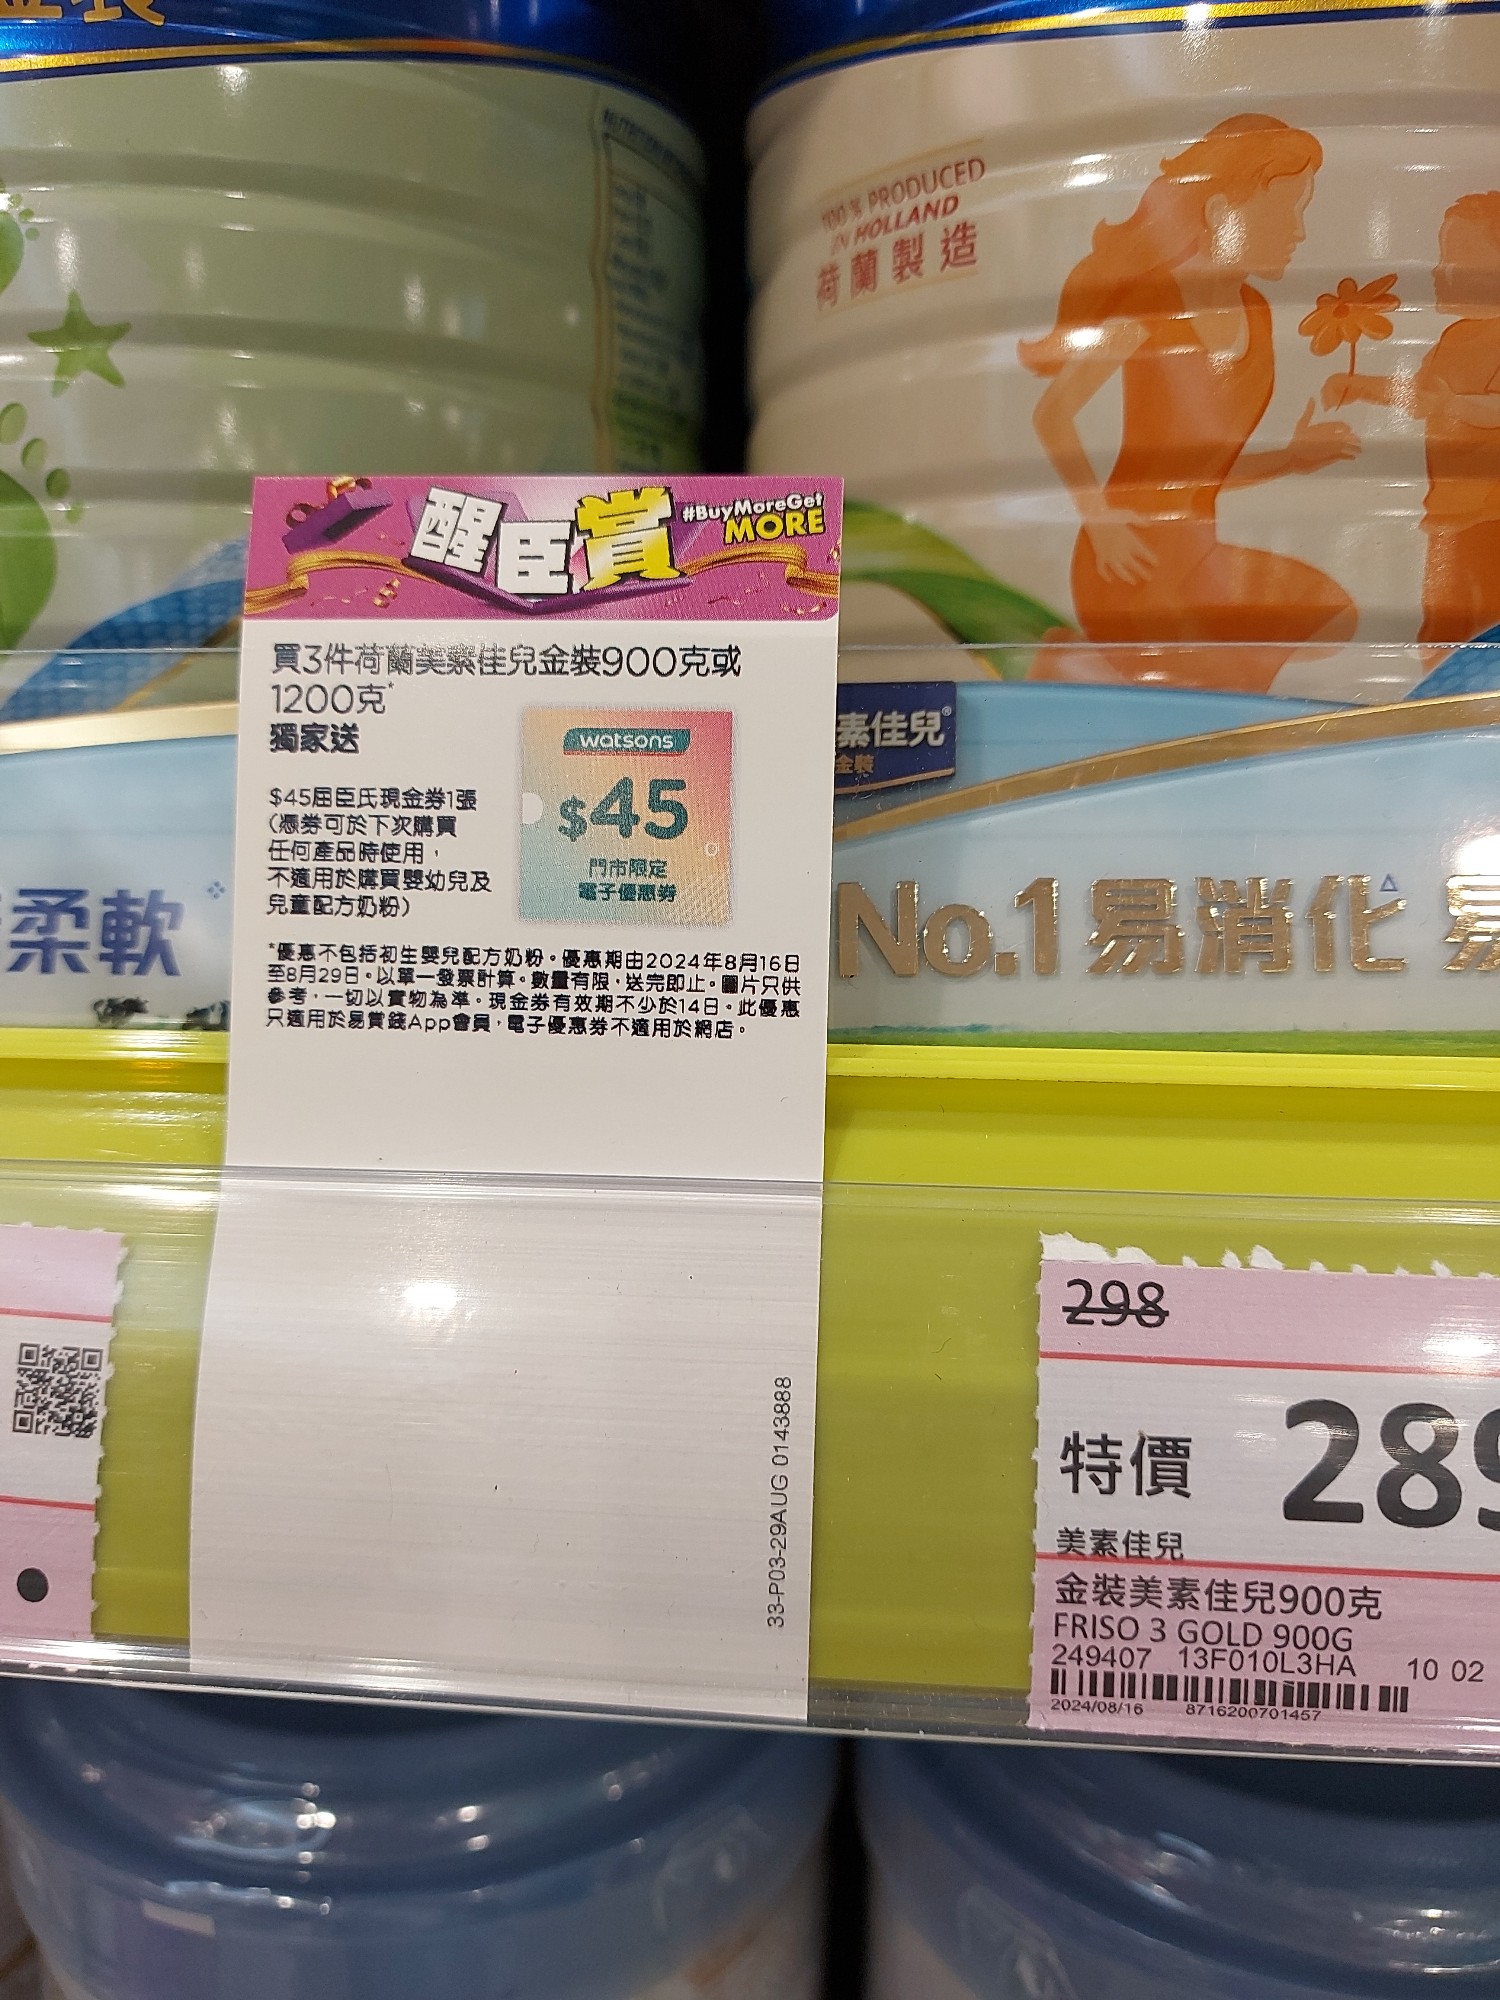 100% PRODUCED
IN HOLLAND
荷蘭製造
醒臣賞
#BuyMoreGet
MORE
買3件荷蘭美素佳兒金裝900克或
1200克*
獨家送
$45屈臣氏現金券1張
(憑券可於下次購買
任何產品時使用，
不適用於購買嬰幼兒及
兒童配方奶粉)
watsons
$45
門市限定
電子優惠券
*優惠不包括初生嬰兒配方奶粉。優惠期由2024年8月16日
至8月29日。以單一發票計算。數量有限，送完即止。圖片只供
參考，一切以實物為準。現金券有效期不少於14日。此優惠
只適用於易賞錢App會員，電子優惠券不適用於網店。
素佳兒®
金裝
柔軟
No.1易消化
33-P03-29AUG 0143888
298
特價 289
美素佳兒
金裝美素佳兒900克
FRISO 3 GOLD 900G
249407 13F010L3HA 10 02
2024/08/16 8716200701457